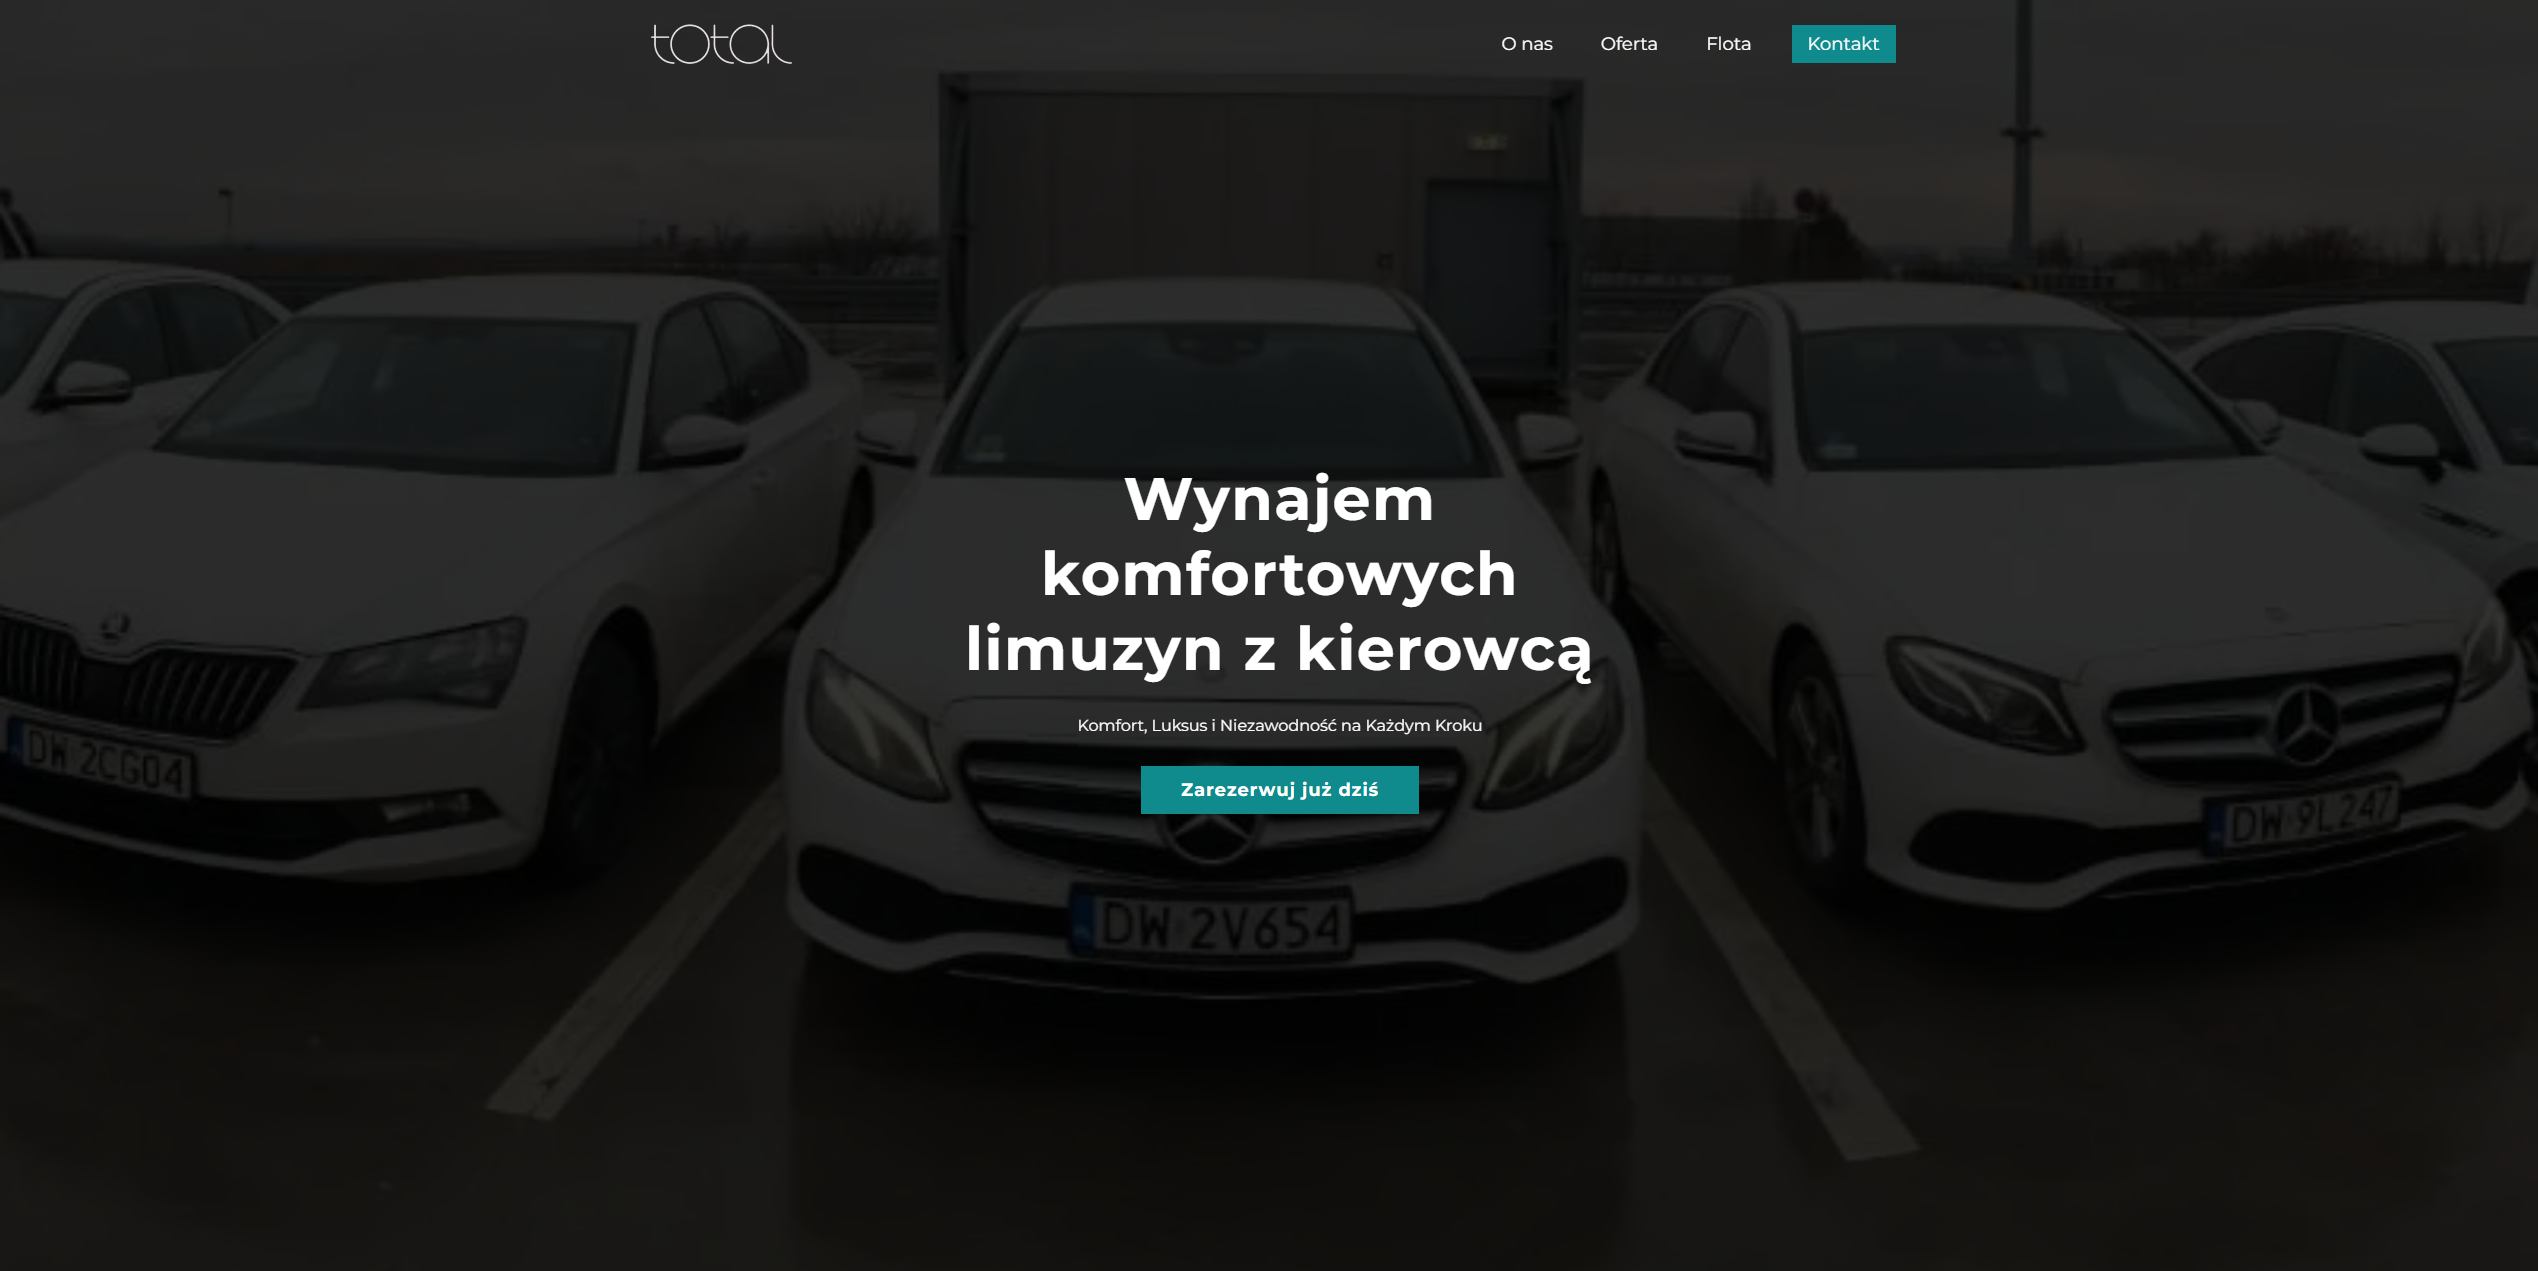 total
O nas
Oferta
Flota
Kontakt
Wynajem
komfortowych
limuzyn z kierowcą
Komfort, Luksus i Niezawodność na Każdym Kroku
Zarezerwuj już dziś
DW 2CG04
DW 9L247
DW 2V654